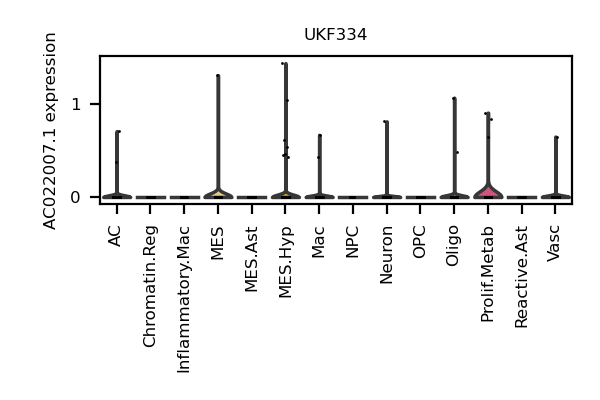 UKF334
AC022007.1 expression
1
0
AC
Chromatin.Reg
Inflammatory.Mac
MES
MES.Ast
MES.Hyp
Mac
NPC
Neuron
OPC
Oligo
Prolif.Metab
Reactive.Ast
Vasc